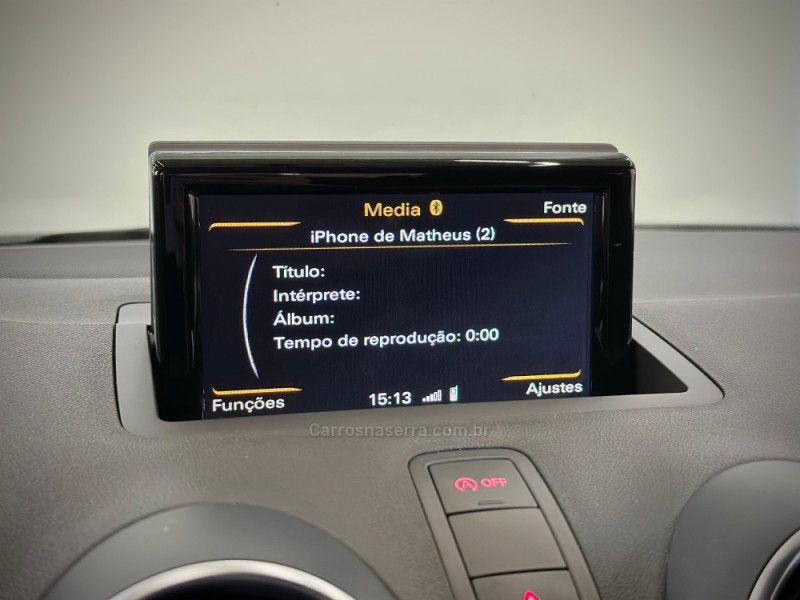 Media
Fonte
iPhone de Matheus (2)
Título:
Intérprete:
Álbum:
Tempo de reprodução: 0:00
Funções
15:13
Ajustes
Carrosnaserra.com.br
A OFF